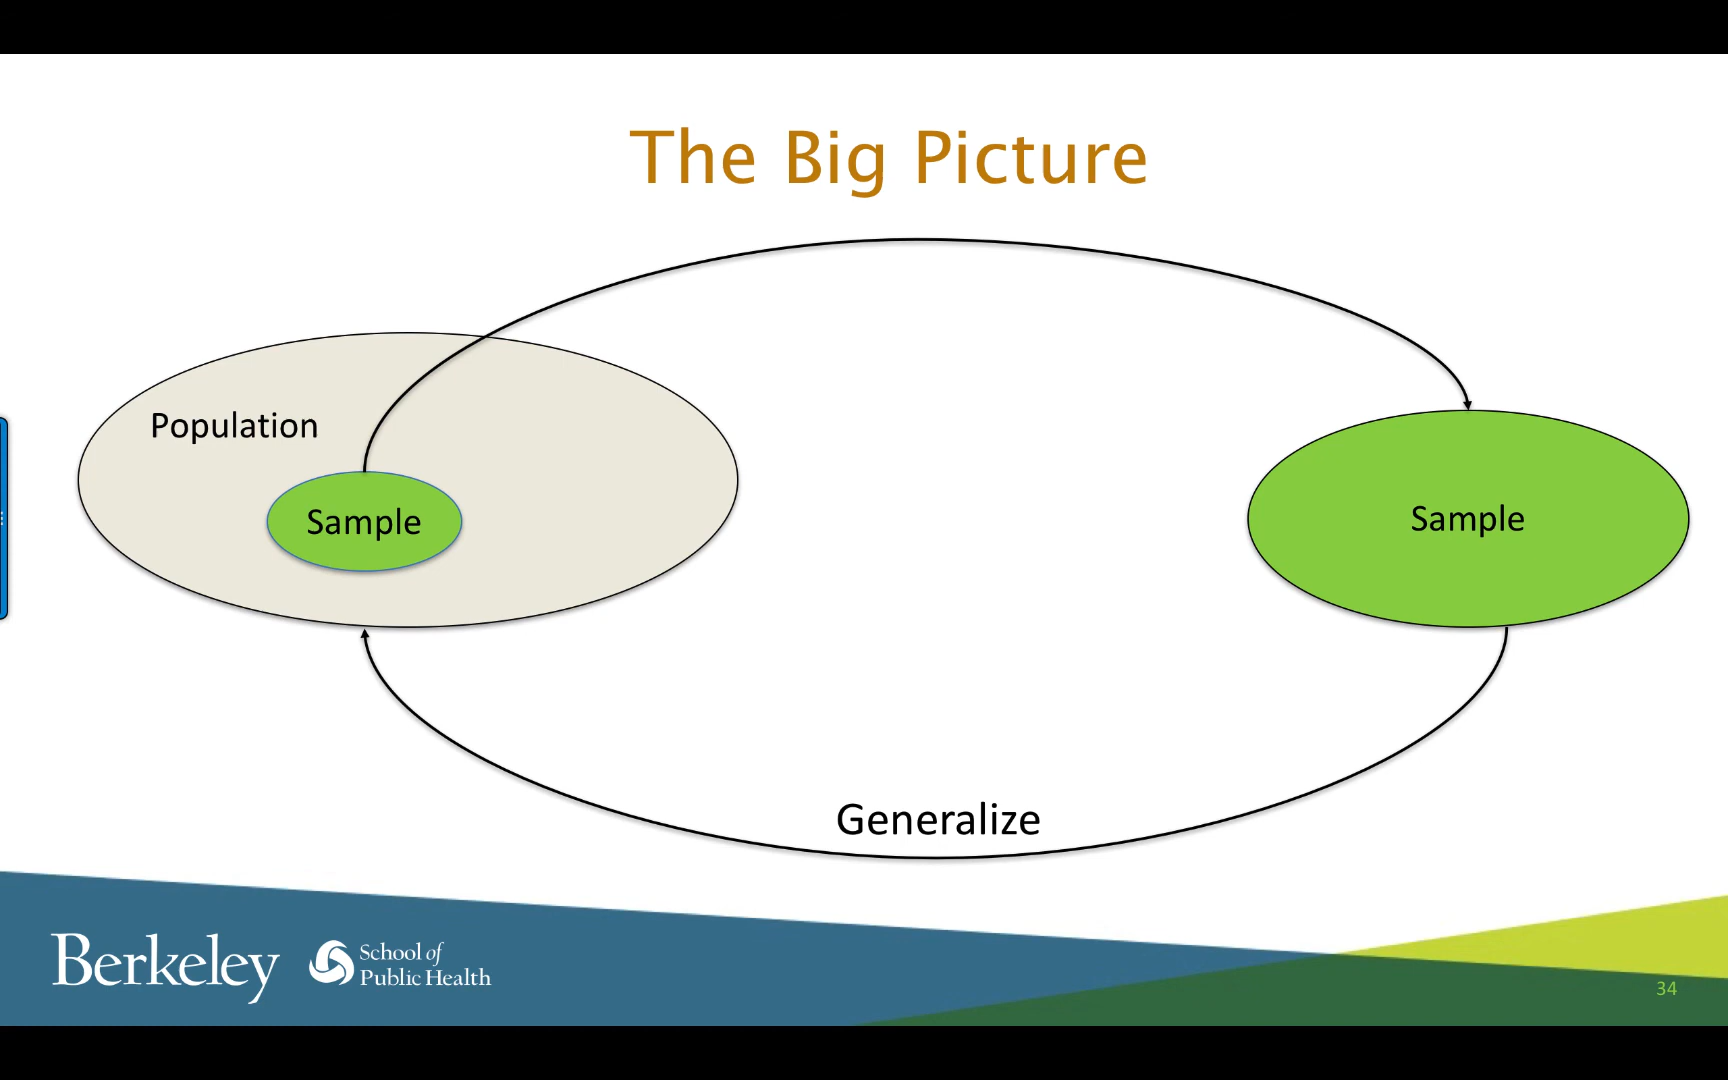 The Big Picture
Population
Sample
Sample
Generalize
Berkeley
School of
Public Health
34